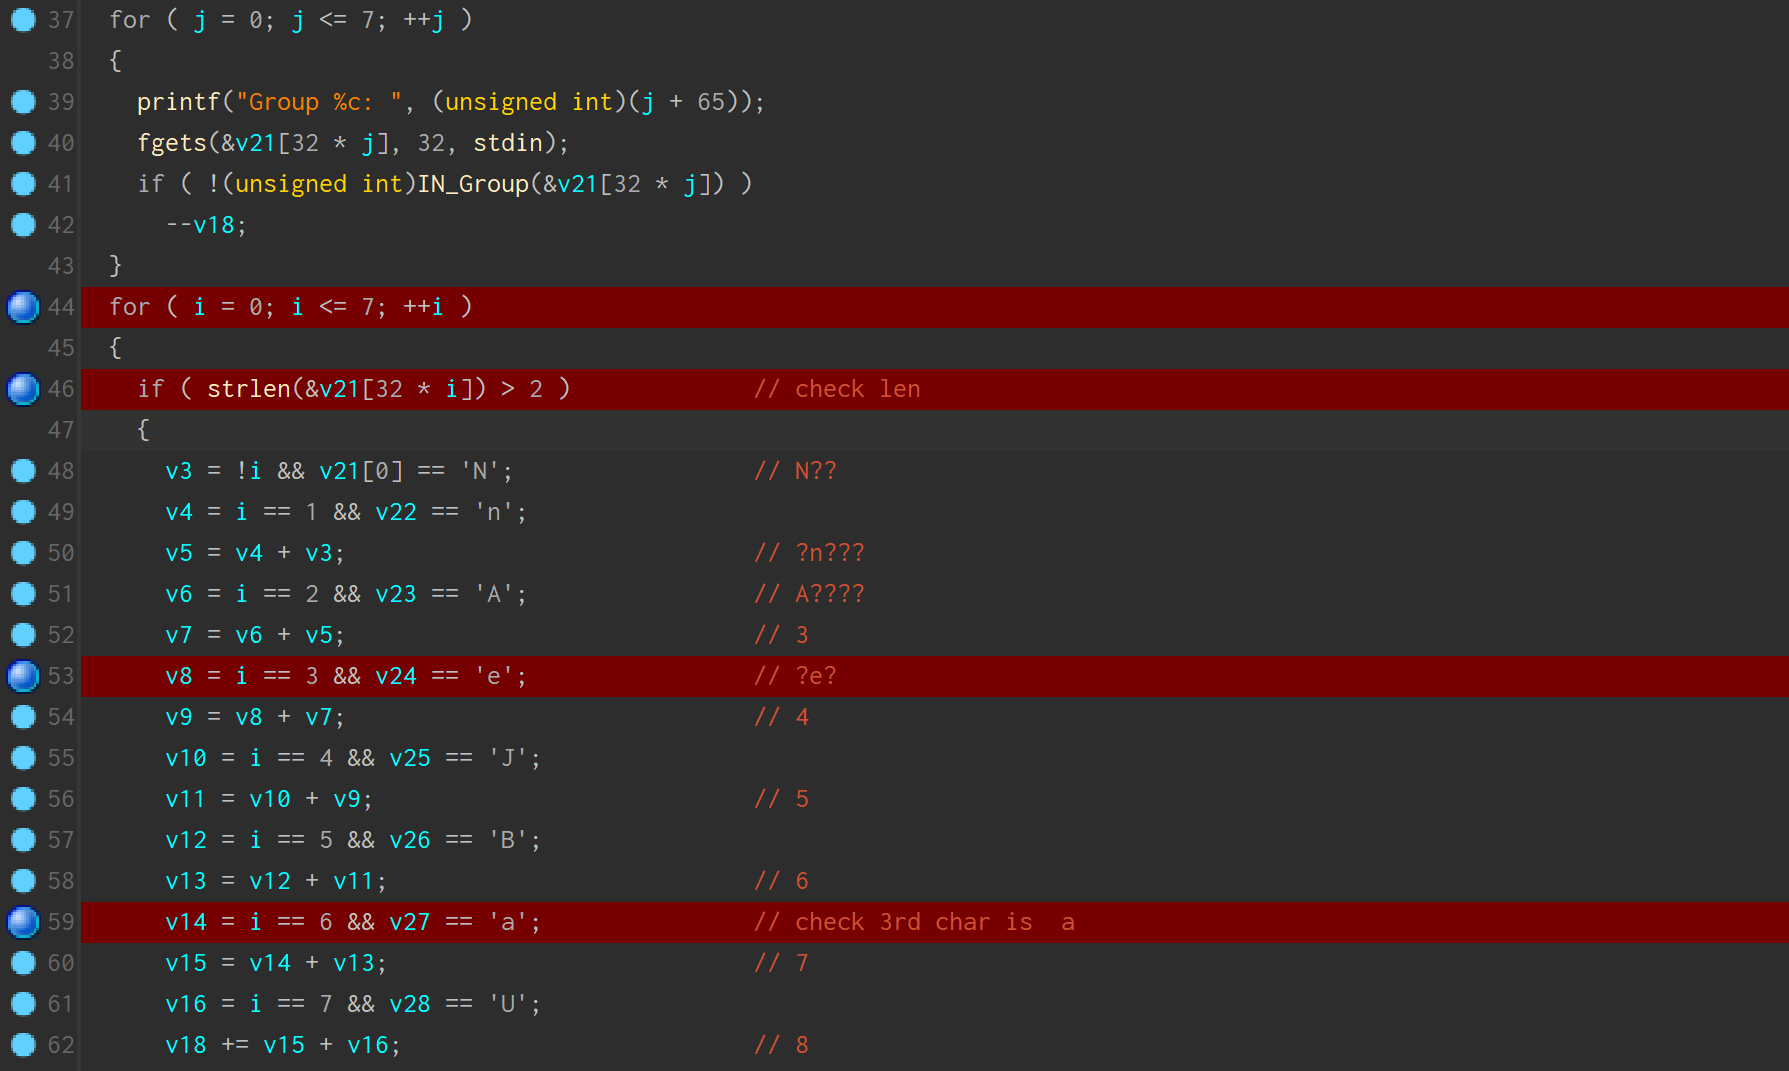 37 for ( j = 0; j <= 7; ++j )
38 {
39 printf("Group %c: ", (unsigned int)(j + 65));
40 fgets(&v21[32 * j], 32, stdin);
41 if ( !(unsigned int)IN_Group(&v21[32 * j]) )
42 --v18;
43 }
44 for ( i = 0; i <= 7; ++i )
45 {
46 if ( strlen(&v21[32 * i]) > 2 ) // check len
47 {
48 v3 = !i && v21[0] == 'N'; // N??
49 v4 = i == 1 && v22 == 'n';
50 v5 = v4 + v3; // ?n???
51 v6 = i == 2 && v23 == 'A'; // A????
52 v7 = v6 + v5; // 3
53 v8 = i == 3 && v24 == 'e'; // ?e?
54 v9 = v8 + v7; // 4
55 v10 = i == 4 && v25 == 'J';
56 v11 = v10 + v9; // 5
57 v12 = i == 5 && v26 == 'B';
58 v13 = v12 + v11; // 6
59 v14 = i == 6 && v27 == 'a'; // check 3rd char is  a
60 v15 = v14 + v13; // 7
61 v16 = i == 7 && v28 == 'U';
62 v18 += v15 + v16; // 8